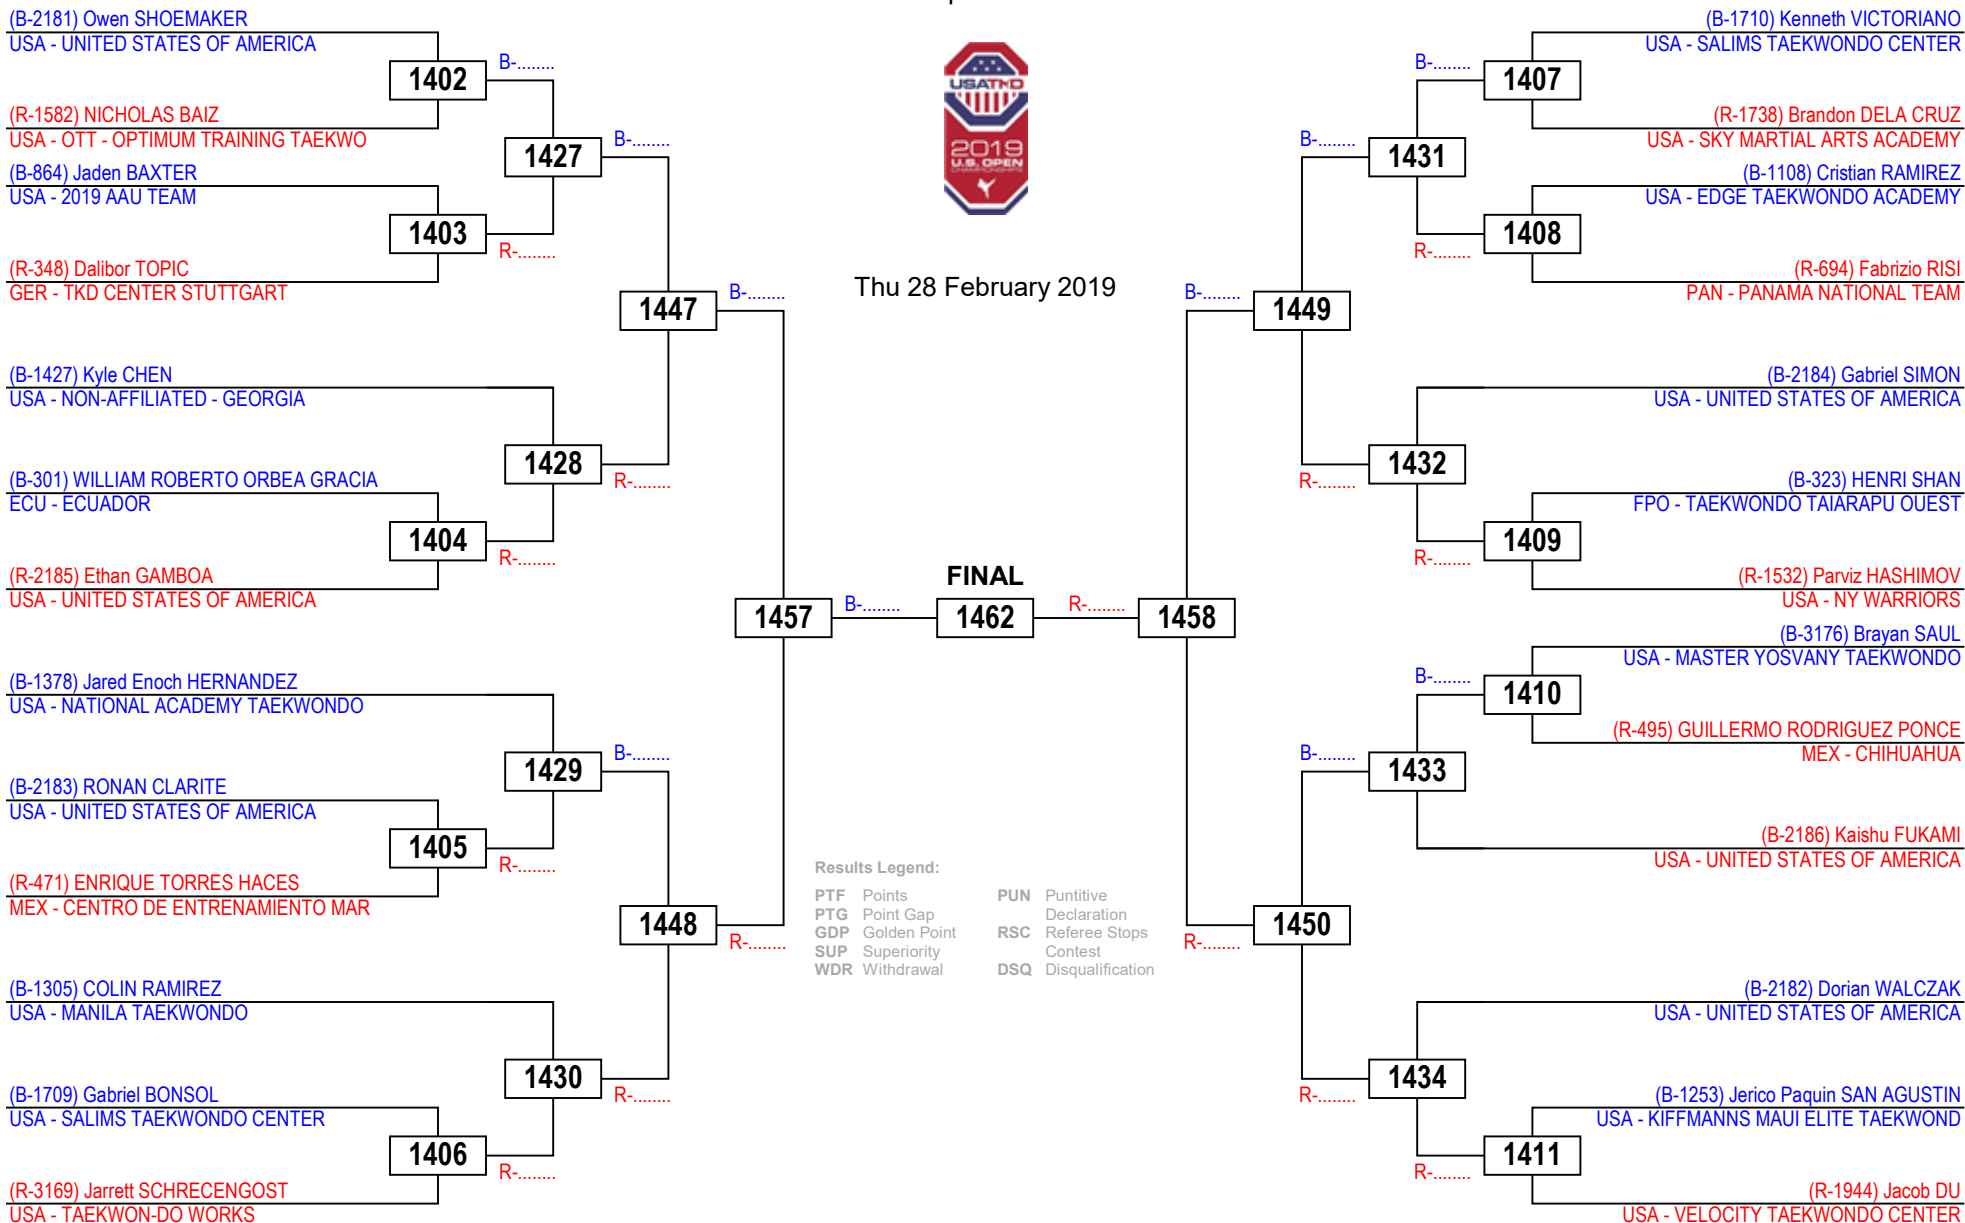 (B-2181) Owen SHOEMAKER
USA - UNITED STATES OF AMERICA
1402
B-........
(R-1582) NICHOLAS BAIZ
USA - OTT - OPTIMUM TRAINING TAEKWO
1427
B-........
(B-864) Jaden BAXTER
USA - 2019 AAU TEAM
1403
R-........
(R-348) Dalibor TOPIC
GER - TKD CENTER STUTTGART
1447
B-........
(B-1427) Kyle CHEN
USA - NON-AFFILIATED - GEORGIA
1428
R-........
(B-301) WILLIAM ROBERTO ORBEA GRACIA
ECU - ECUADOR
1404
R-........
(R-2185) Ethan GAMBOA
USA - UNITED STATES OF AMERICA
1457
B-........
(B-1378) Jared Enoch HERNANDEZ
USA - NATIONAL ACADEMY TAEKWONDO
1429
B-........
(B-2183) RONAN CLARITE
USA - UNITED STATES OF AMERICA
1405
R-........
(R-471) ENRIQUE TORRES HACES
MEX - CENTRO DE ENTRENAMIENTO MAR
1448
R-........
(B-1305) COLIN RAMIREZ
USA - MANILA TAEKWONDO
1430
R-........
(B-1709) Gabriel BONSOL
USA - SALIMS TAEKWONDO CENTER
1406
R-........
(R-3169) Jarrett SCHRECENGOST
USA - TAEKWON-DO WORKS
USATKD
2019
U.S. OPEN
CHAMPIONSHIPS
Thu 28 February 2019
FINAL
1462
Results Legend:
PTF Points
PTG Point Gap
GDP Golden Point
SUP Superiority
WDR Withdrawal
PUN Puntitive
Declaration
RSC Referee Stops
Contest
DSQ Disqualification
(B-1710) Kenneth VICTORIANO
USA - SALIMS TAEKWONDO CENTER
B-........
1407
(R-1738) Brandon DELA CRUZ
USA - SKY MARTIAL ARTS ACADEMY
B-........
1431
(B-1108) Cristian RAMIREZ
USA - EDGE TAEKWONDO ACADEMY
1408
R-........
(R-694) Fabrizio RISI
PAN - PANAMA NATIONAL TEAM
B-........
1449
(B-2184) Gabriel SIMON
USA - UNITED STATES OF AMERICA
1432
R-........
(B-323) HENRI SHAN
FPO - TAEKWONDO TAIARAPU OUEST
1409
R-........
(R-1532) Parviz HASHIMOV
USA - NY WARRIORS
R-........
1458
(B-3176) Brayan SAUL
USA - MASTER YOSVANY TAEKWONDO
B-........
1410
(R-495) GUILLERMO RODRIGUEZ PONCE
MEX - CHIHUAHUA
B-........
1433
(B-2186) Kaishu FUKAMI
USA - UNITED STATES OF AMERICA
1450
R-........
(B-2182) Dorian WALCZAK
USA - UNITED STATES OF AMERICA
1434
R-........
(B-1253) Jerico Paquin SAN AGUSTIN
USA - KIFFMANNS MAUI ELITE TAEKWOND
1411
R-........
(R-1944) Jacob DU
USA - VELOCITY TAEKWONDO CENTER